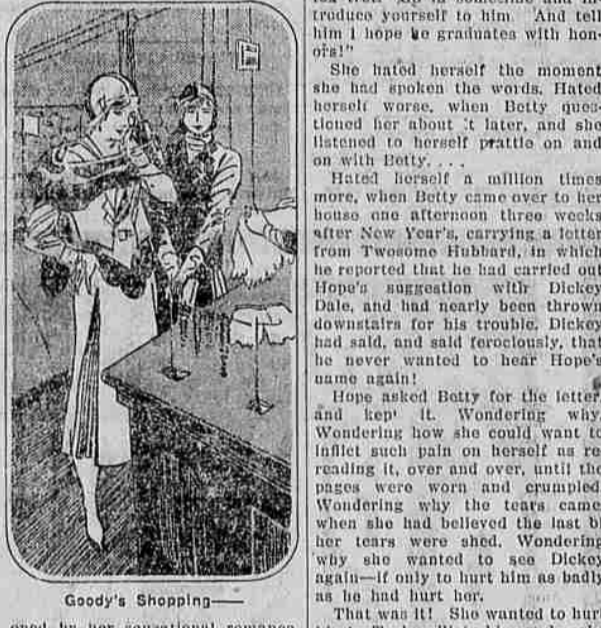 Goody's Shopping—
her sensational romance
troduce yourself to him. And tell
him I hope he graduates with hon-
ors!"
She hated herself the moment
she had spoken the words. Hated
herself worse, when Betty ques-
tioned her about it later, and she
listened to herself prattle on and
on with Betty. . . .
Hated herself a million times
more, when Betty came over to her
house one afternoon three weeks
after New Year's, carrying a letter
from Twosome Hubbard, in which
he reported that he had carried out
Hope's suggestion with Dickey
Dale, and had nearly been thrown
downstairs for his trouble. Dickey
had said, and said ferociously, that
he never wanted to hear Hope's
name again!
Hope asked Betty for the letter
and kept it. Wondering why.
Wondering how she could want to
inflict such pain on herself as re
reading it, over and over, until the
pages were worn and crumpled
Wondering why the tears came
when she had believed the last of
her tears were shed. Wondering
why she wanted to see Dickey
again—if only to hurt him as badly
as he had hurt her.
That was it! She wanted to hurt